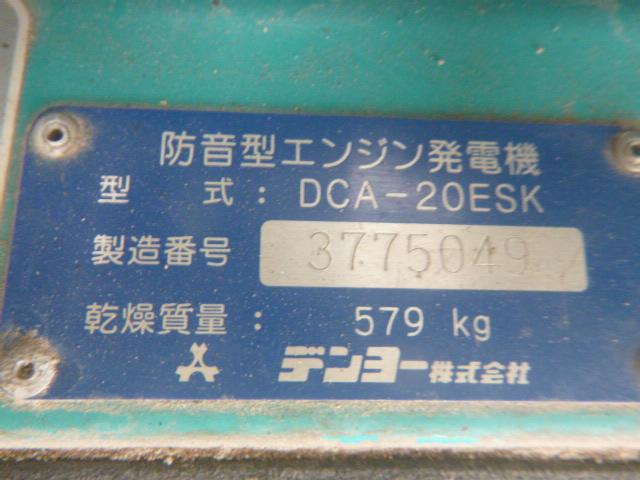 防音型エンジン発電機
型 式 : DCA-20ESK
製造番号 3775049
乾燥質量 : 579 kg
デンヨー株式会社